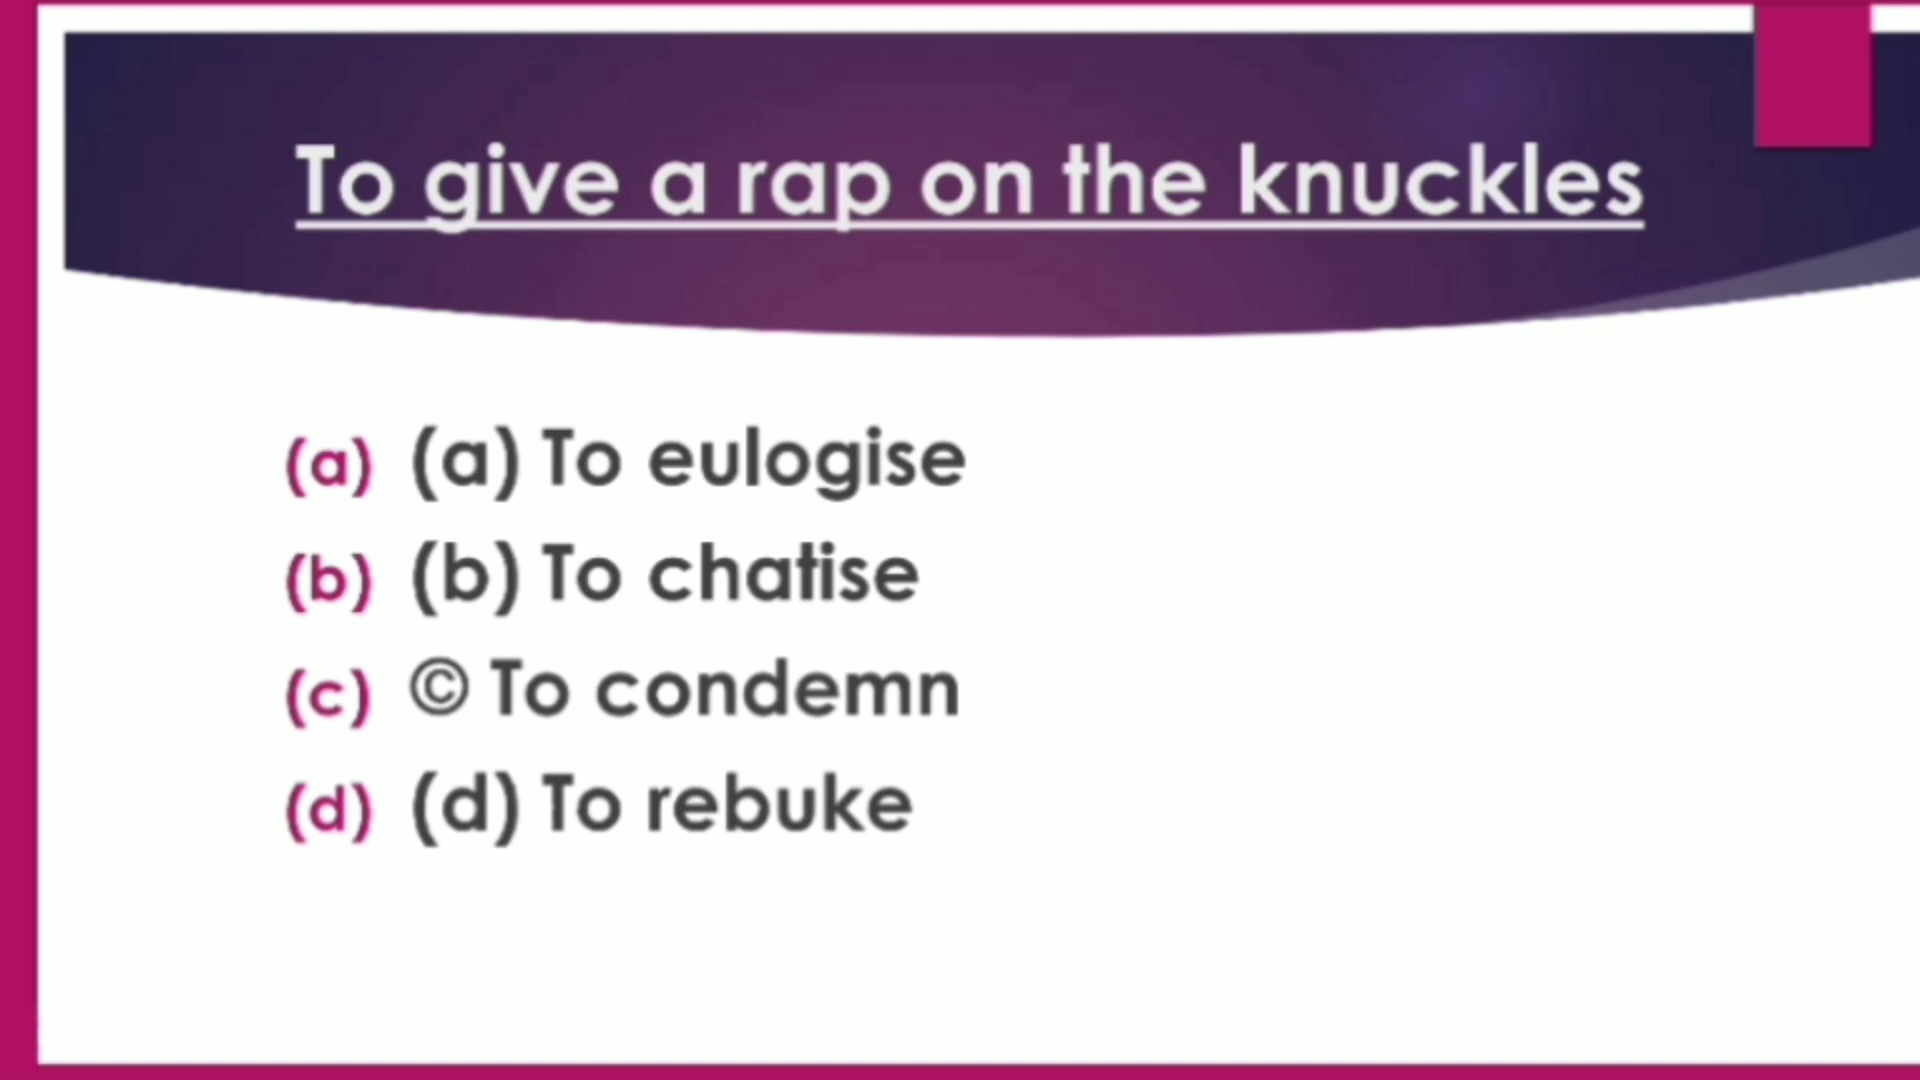 To give a rap on the knuckles
(a) (a) To eulogise
(b) (b) To chatise
(c) © To condemn
(d) (d) To rebuke